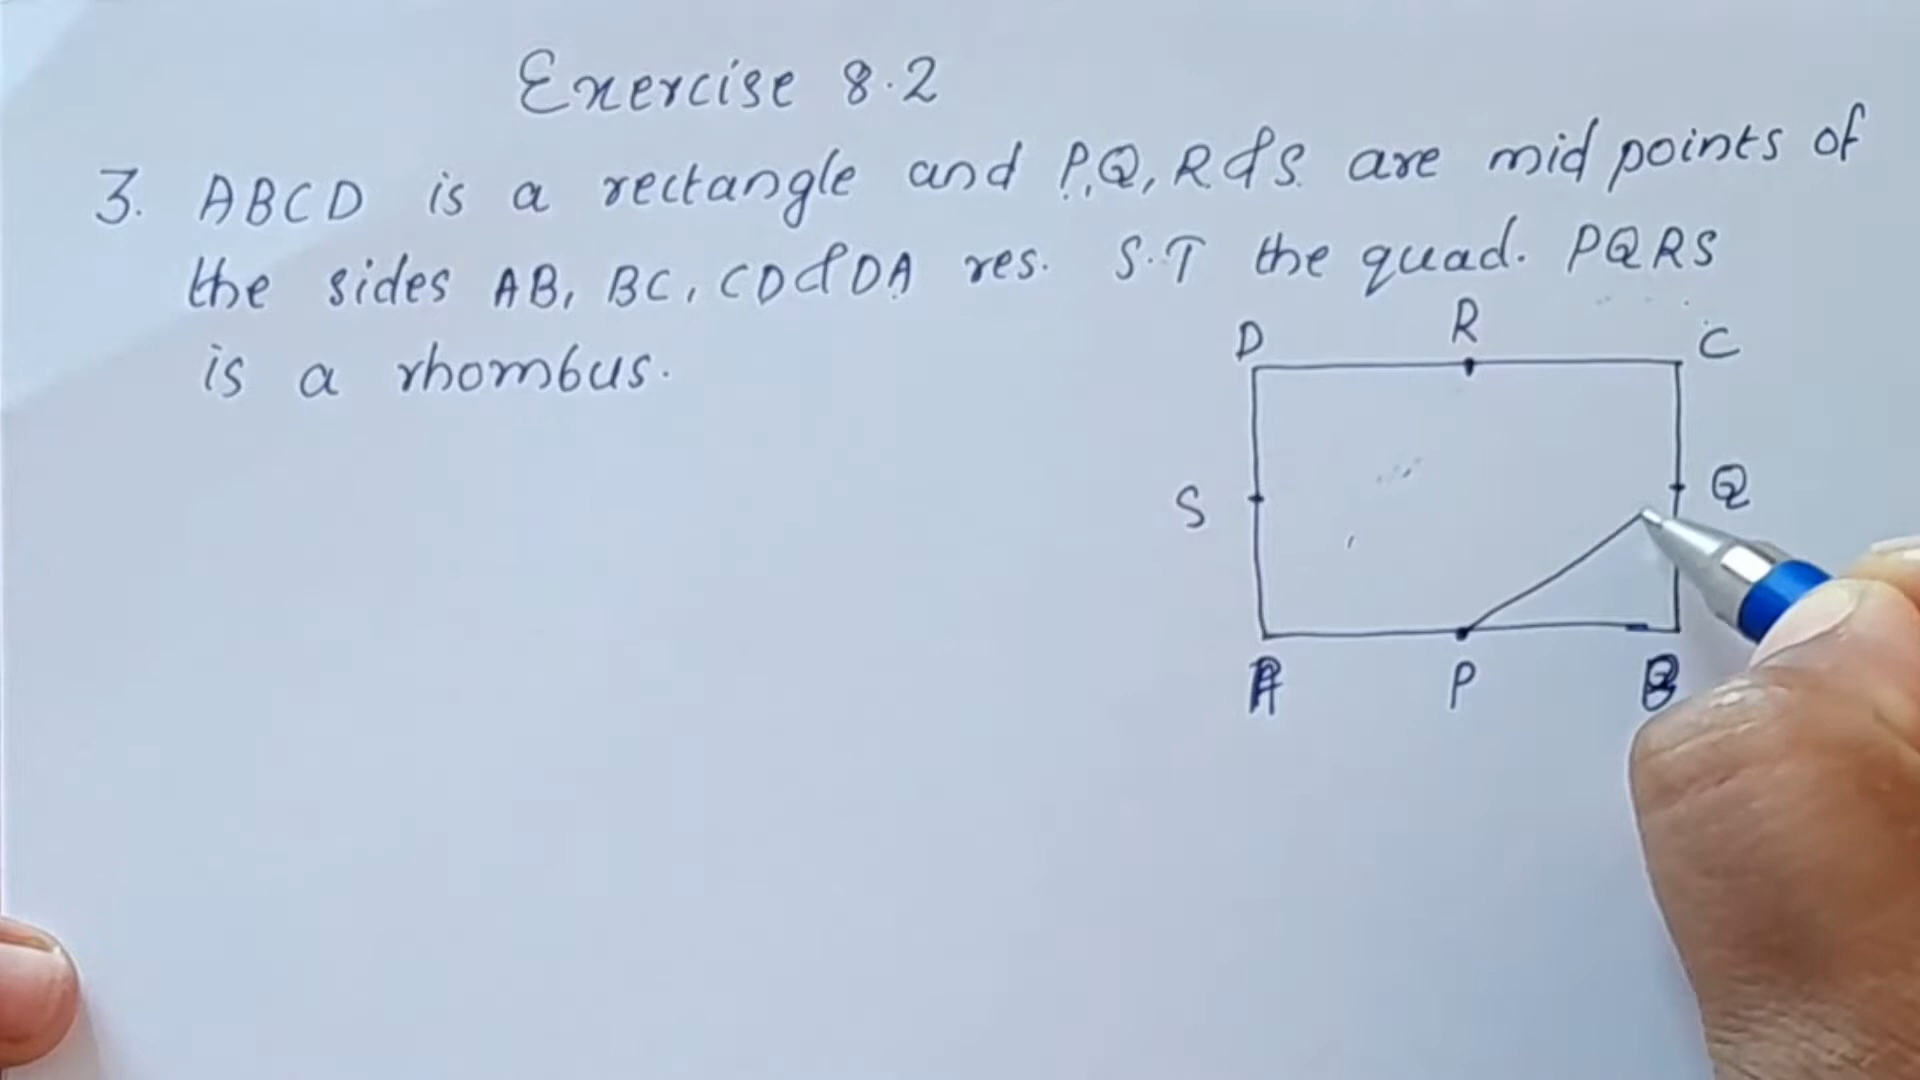 Exercise 8.2
3. ABCD is a rectangle and P,Q, R & S are mid points of
the sides AB, BC, CD & DA res. S.T the quad. PQRS
is a rhombus.
D R C
S Q
A P B